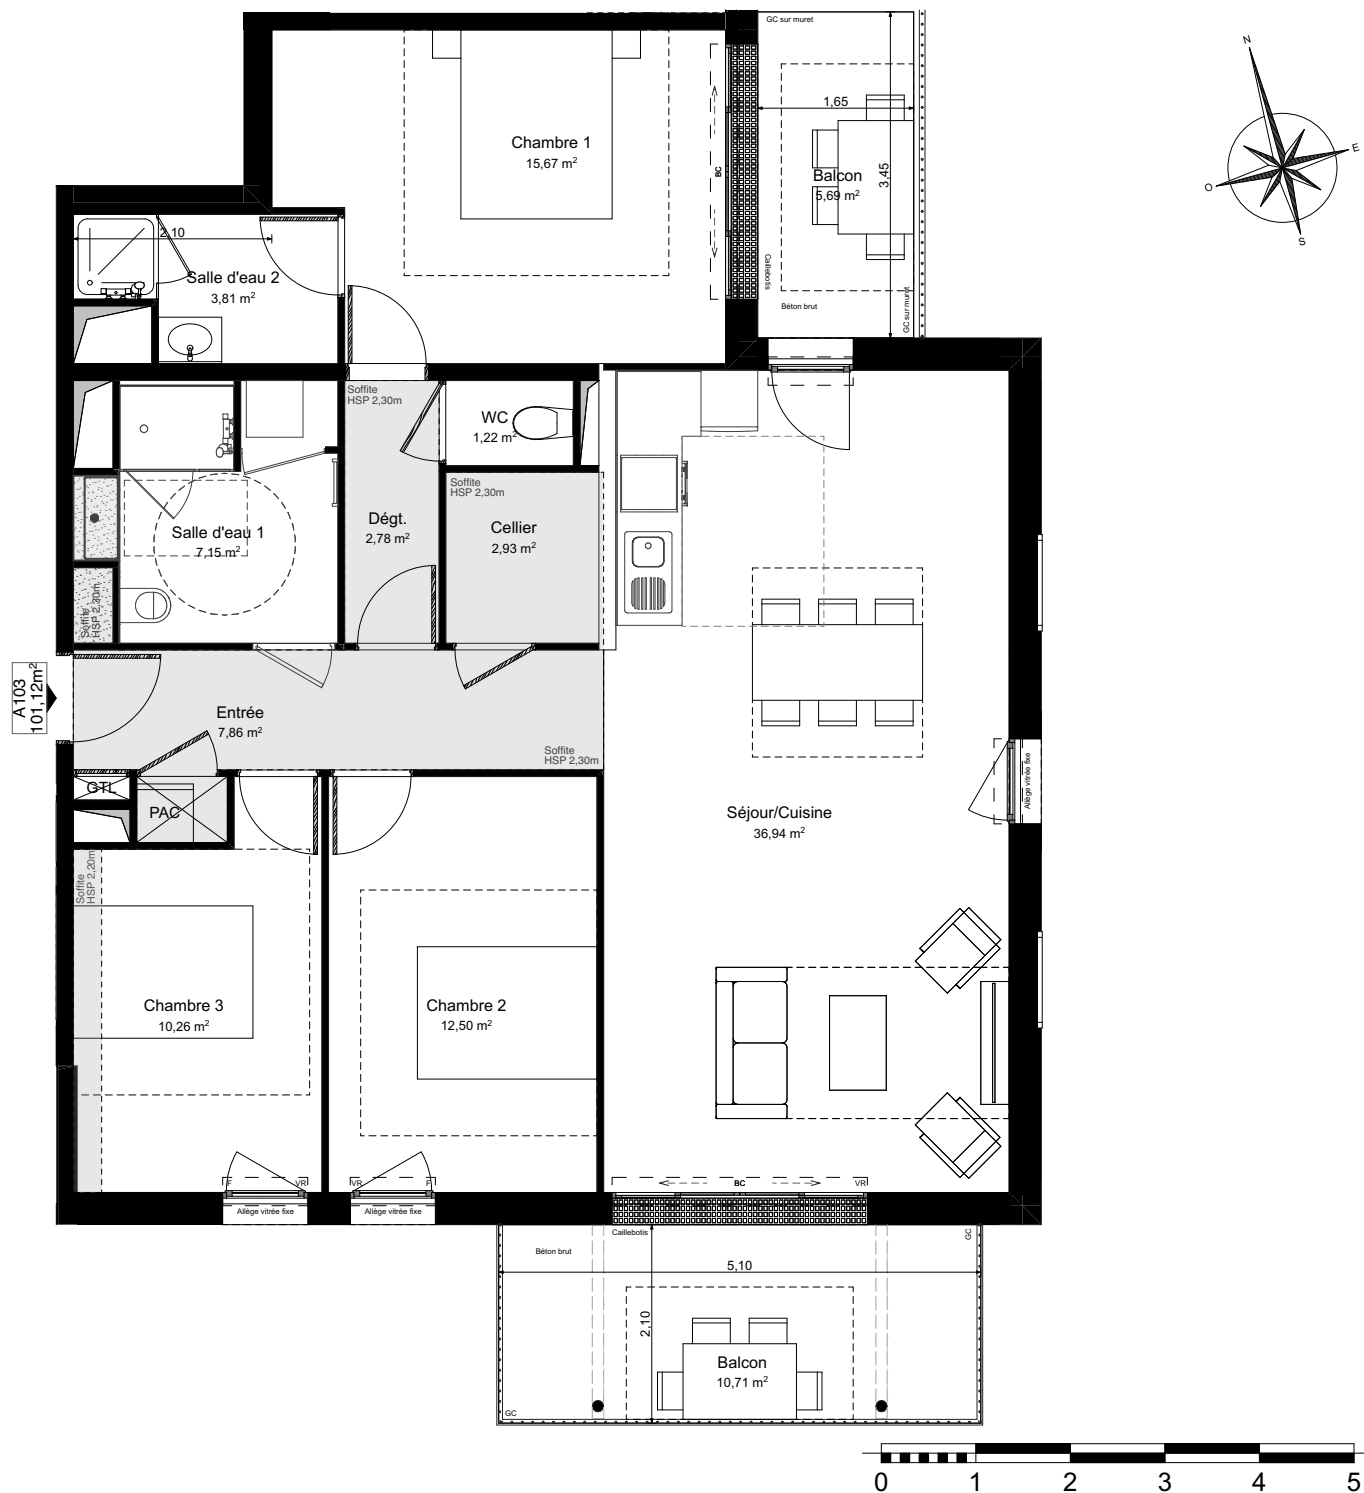 GC sur muret
N
E
S
O
1,65
Chambre 1
15,67 m²
BC
Balcon
5,69 m²
3,45
2,10
Salle d'eau 2
3,81 m²
Caillebotis
Béton brut
GC sur muret
Soffite
HSP 2,30m
WC
1,22 m²
Soffite
HSP 2,30m
Dégt.
2,78 m²
Cellier
2,93 m²
Salle d'eau 1
7,15 m²
Soffite
HSP 2,30m
A103
101,12m²
Entrée
7,86 m²
Soffite
HSP 2,30m
GTL
PAC
Séjour/Cuisine
36,94 m²
Allège vitrée fixe
Soffite
HSP 2,20m
Chambre 3
10,26 m²
Chambre 2
12,50 m²
F
VR
VR
F
BC
VR
Allège vitrée fixe
Allège vitrée fixe
Caillebotis
GC
Béton brut
5,10
2,10
Balcon
10,71 m²
GC
0 1 2 3 4 5